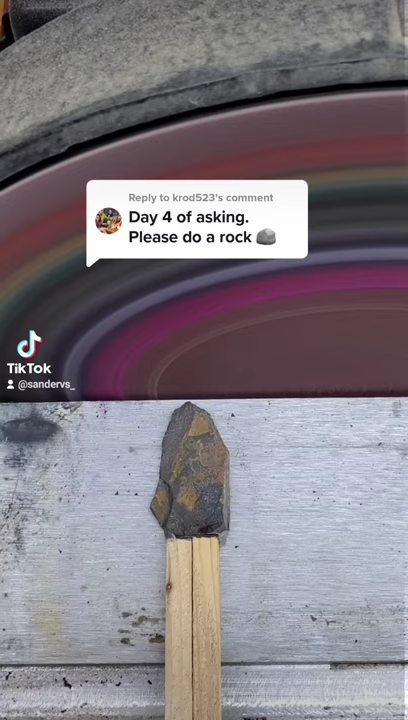 Reply to krod523's comment
Day 4 of asking.
Please do a rock 🪨
TikTok
@sandervs_